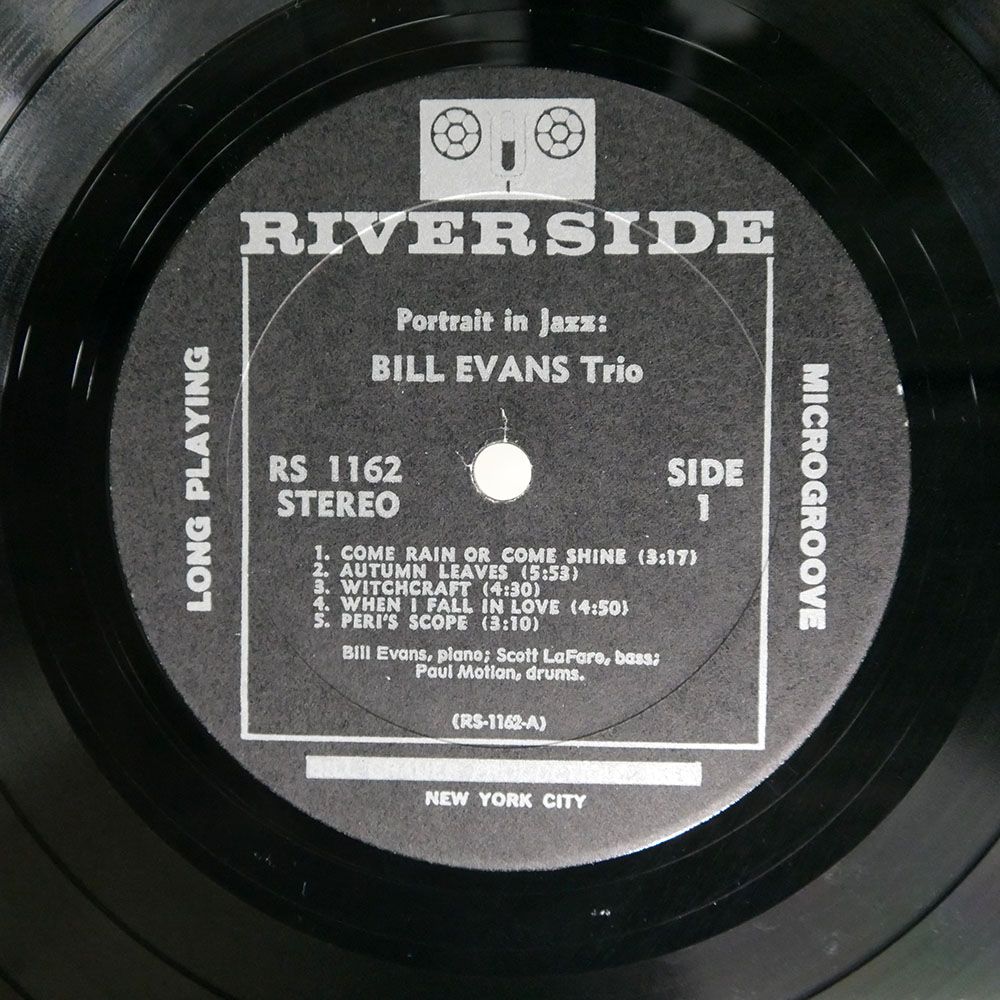 RIVERSIDE
Portrait in Jazz:
BILL EVANS Trio
LONG PLAYING
MICROGROOVE
RS 1162
STEREO
SIDE
1
1. COME RAIN OR COME SHINE (3:17)
2. AUTUMN LEAVES (5:53)
3. WITCHCRAFT (4:30)
4. WHEN I FALL IN LOVE (4:50)
5. PERI'S SCOPE (3:10)
Bill Evans, piano; Scott LaFaro, bass;
Paul Motian, drums.
(RS-1162-A)
NEW YORK CITY